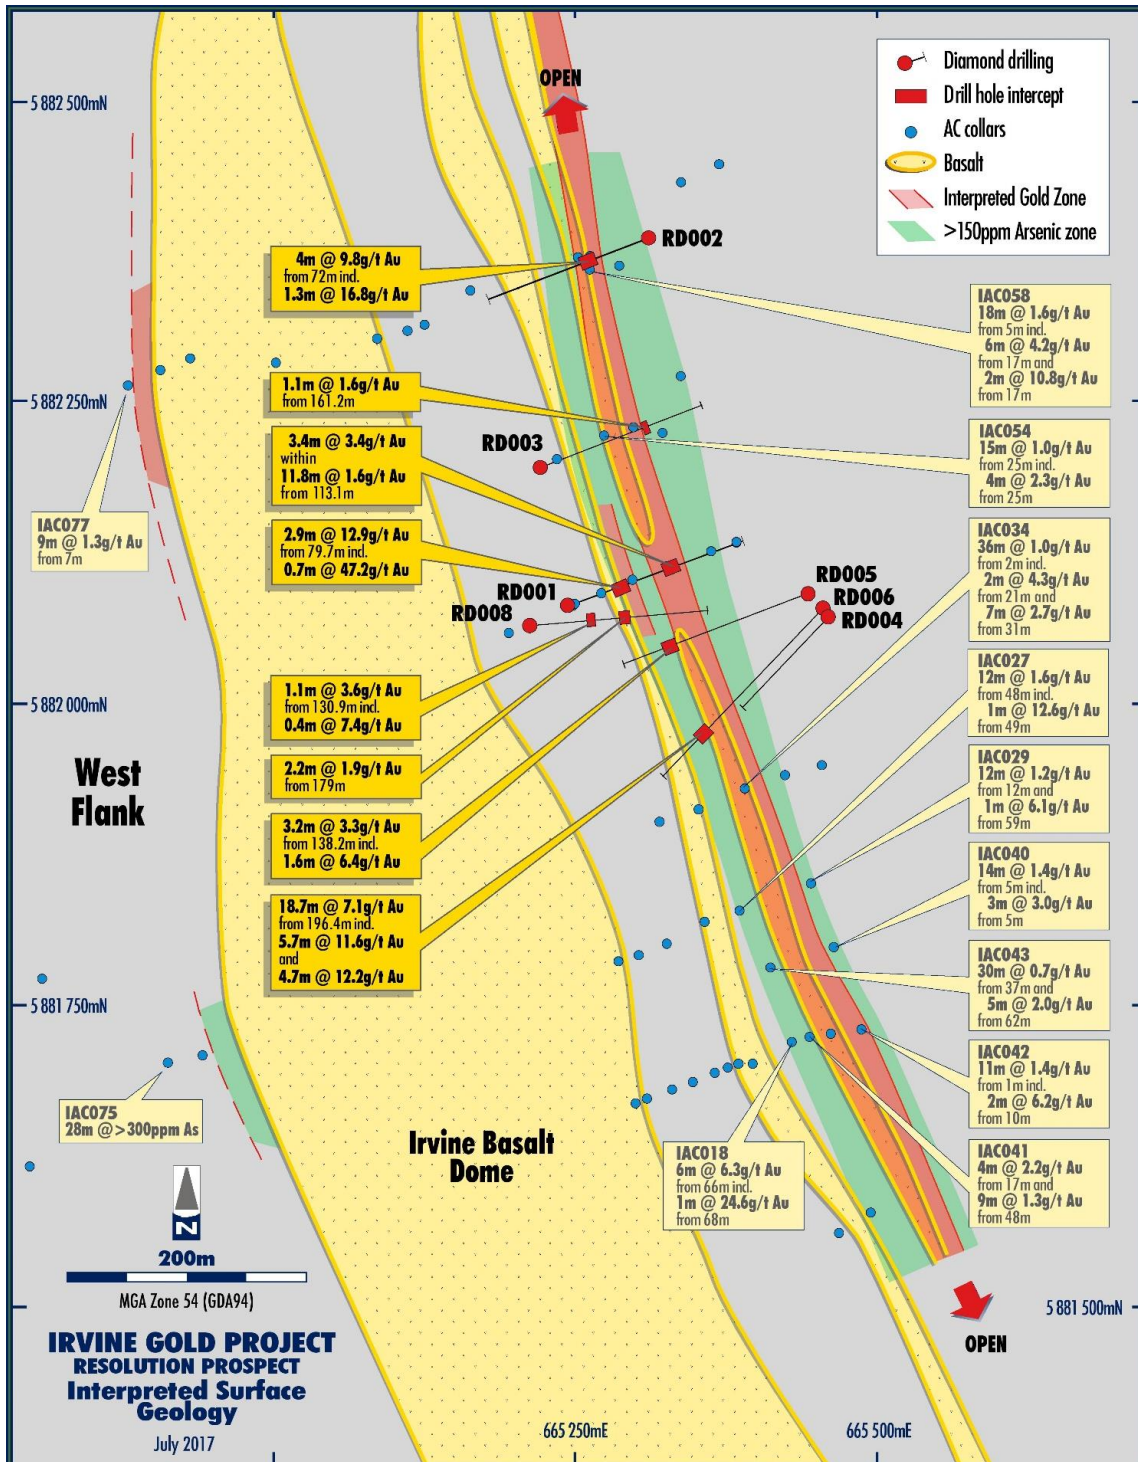 OPEN
Diamond drilling
Drill hole intercept
AC collars
Basalt
Interpreted Gold Zone
>150ppm Arsenic zone
5 882 500mN
RD002
4m @ 9.8g/t Au
from 72m incl.
1.3m @ 16.8g/t Au
IAC058
18m @ 1.6g/t Au
from 5m incl.
6m @ 4.2g/t Au
from 17m and
2m @ 10.8g/t Au
from 17m
5 882 250mN
1.1m @ 1.6g/t Au
from 161.2m
RD003
3.4m @ 3.4g/t Au
within
11.8m @ 1.6g/t Au
from 113.1m
IAC054
15m @ 1.0g/t Au
from 25m incl.
4m @ 2.3g/t Au
from 25m
IAC077
9m @ 1.3g/t Au
from 7m
2.9m @ 12.9g/t Au
from 79.7m incl.
0.7m @ 47.2g/t Au
IAC034
36m @ 1.0g/t Au
from 2m incl.
2m @ 4.3g/t Au
from 21m and
7m @ 2.7g/t Au
from 31m
RD001
RD008
RD005
RD006
RD004
1.1m @ 3.6g/t Au
from 130.9m incl.
0.4m @ 7.4g/t Au
IAC027
12m @ 1.6g/t Au
from 48m incl.
1m @ 12.6g/t Au
from 49m
5 882 000mN
West
Flank
2.2m @ 1.9g/t Au
from 179m
IAC029
12m @ 1.2g/t Au
from 12m and
1m @ 6.1g/t Au
from 59m
3.2m @ 3.3g/t Au
from 138.2m incl.
1.6m @ 6.4g/t Au
IAC040
14m @ 1.4g/t Au
from 5m incl.
3m @ 3.0g/t Au
from 5m
18.7m @ 7.1g/t Au
from 196.4m incl.
5.7m @ 11.6g/t Au
and
4.7m @ 12.2g/t Au
IAC043
30m @ 0.7g/t Au
from 37m and
5m @ 2.0g/t Au
from 62m
5 881 750mN
IAC042
11m @ 1.4g/t Au
from 1m incl.
2m @ 6.2g/t Au
from 10m
IAC075
28m @>300ppm As
Irvine Basalt
Dome
IAC018
6m @ 6.3g/t Au
from 66m incl.
1m @ 24.6g/t Au
from 68m
IAC041
4m @ 2.2g/t Au
from 17m and
9m @ 1.3g/t Au
from 48m
N
200m
MGA Zone 54 (GDA94)
5 881 500mN
OPEN
IRVINE GOLD PROJECT
RESOLUTION PROSPECT
Interpreted Surface
Geology
July 2017
665 250mE
665 500mE